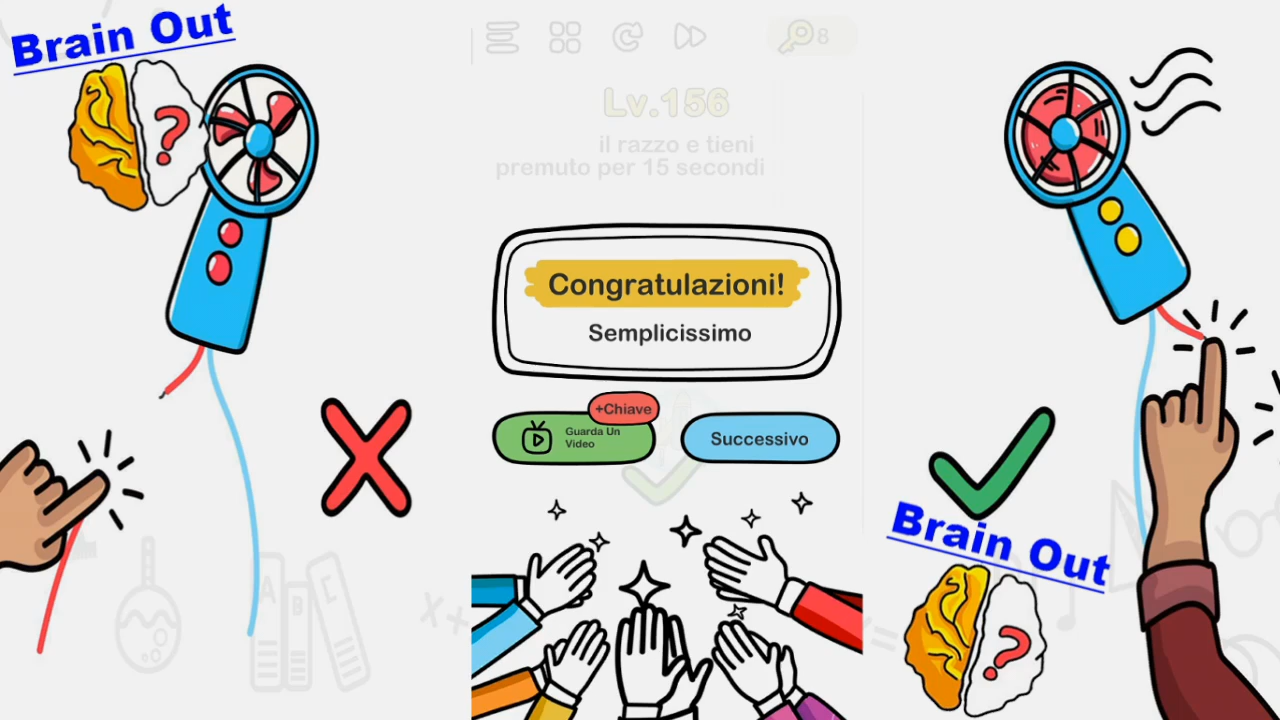 Brain Out
?
8
Lv.156
il razzo e tieni
premuto per 15 secondi
Congratulazioni!
Semplicissimo
+Chiave
Guarda Un
Video
Successivo
A
B
C
X+
=
Brain Out
?